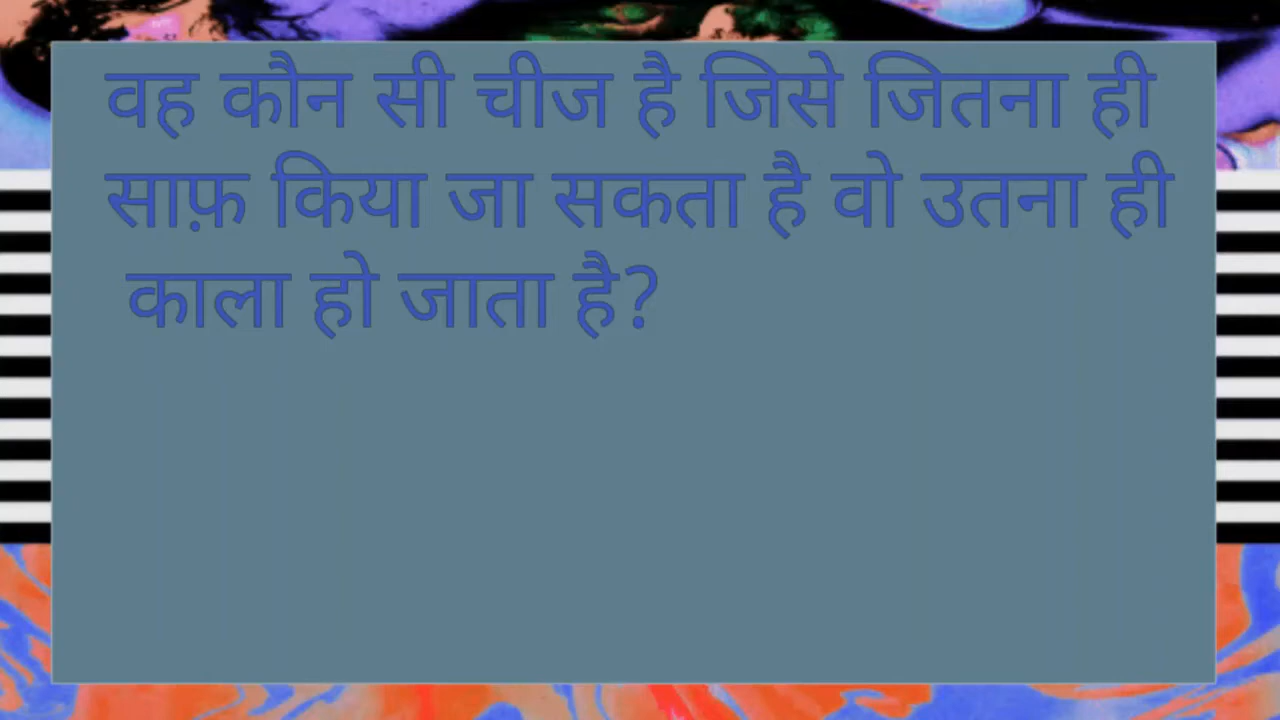 वह कौन सी चीज है जिसे जितना ही
साफ़ किया जा सकता है वो उतना ही
काला हो जाता है?